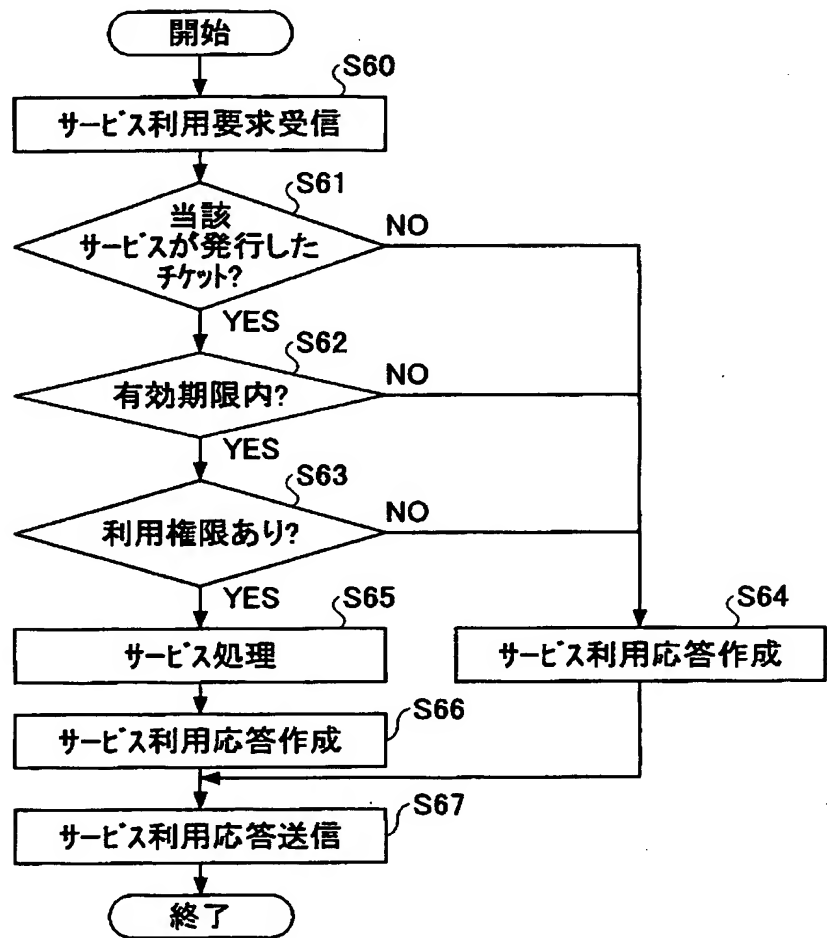 開始
S60
サービス利用要求受信
S61
当該
サービスが発行した
チケット?
NO
YES
S62
有効期限内?
NO
YES
S63
利用権限あり?
NO
YES
S65
サービス処理
S64
サービス利用応答作成
S66
サービス利用応答作成
S67
サービス利用応答送信
終了